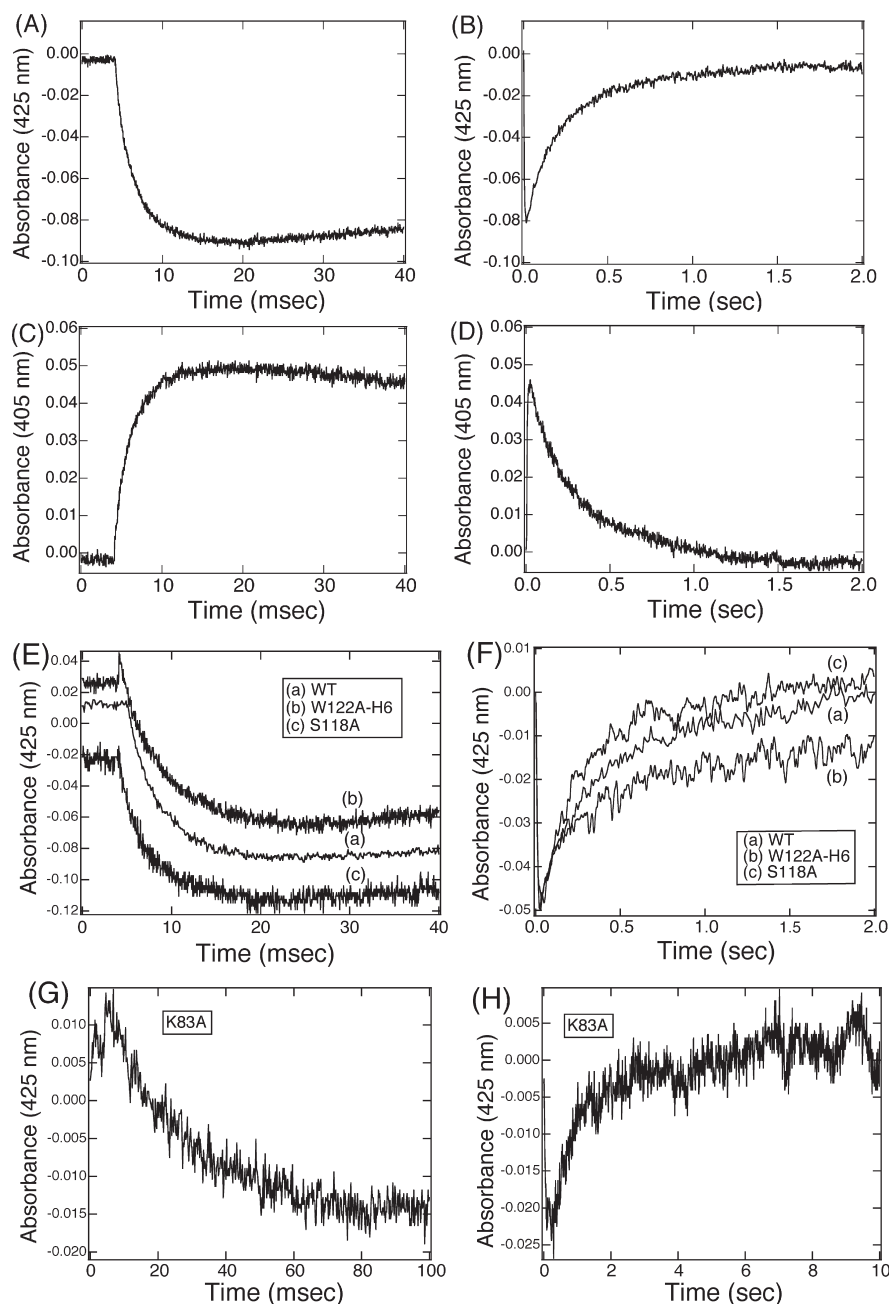 (A)
Absorbance (425 nm)
0.00
-0.02
-0.04
-0.06
-0.08
-0.10
0 10 20 30 40
Time (msec)
(B)
Absorbance (425 nm)
0.00
-0.02
-0.04
-0.06
-0.08
-0.10
0.0 0.5 1.0 1.5 2.0
Time (sec)
(C)
Absorbance (405 nm)
0.06
0.05
0.04
0.03
0.02
0.01
0.00
0 10 20 30 40
Time (msec)
(D)
Absorbance (405 nm)
0.06
0.05
0.04
0.03
0.02
0.01
0.00
0.0 0.5 1.0 1.5 2.0
Time (sec)
(E)
Absorbance (425 nm)
0.04
0.03
0.00
-0.02
-0.04
-0.06
-0.08
-0.10
-0.12
(a) WT
(b) W122A-H6
(c) S118A
(b)
(a)
(c)
0 10 20 30 40
Time (msec)
(F)
Absorbance (425 nm)
0.01
0.00
-0.01
-0.02
-0.03
-0.04
-0.05
(c)
(a)
(b)
(a) WT
(b) W122A-H6
(c) S118A
0.0 0.5 1.0 1.5 2.0
Time (sec)
(G)
K83A
Absorbance (425 nm)
0.010
0.005
0.000
-0.005
-0.010
-0.015
-0.020
0 20 40 60 80 100
Time (msec)
(H)
K83A
Absorbance (425 nm)
0.005
0.000
-0.005
-0.010
-0.015
-0.020
-0.025
0 2 4 6 8 10
Time (sec)